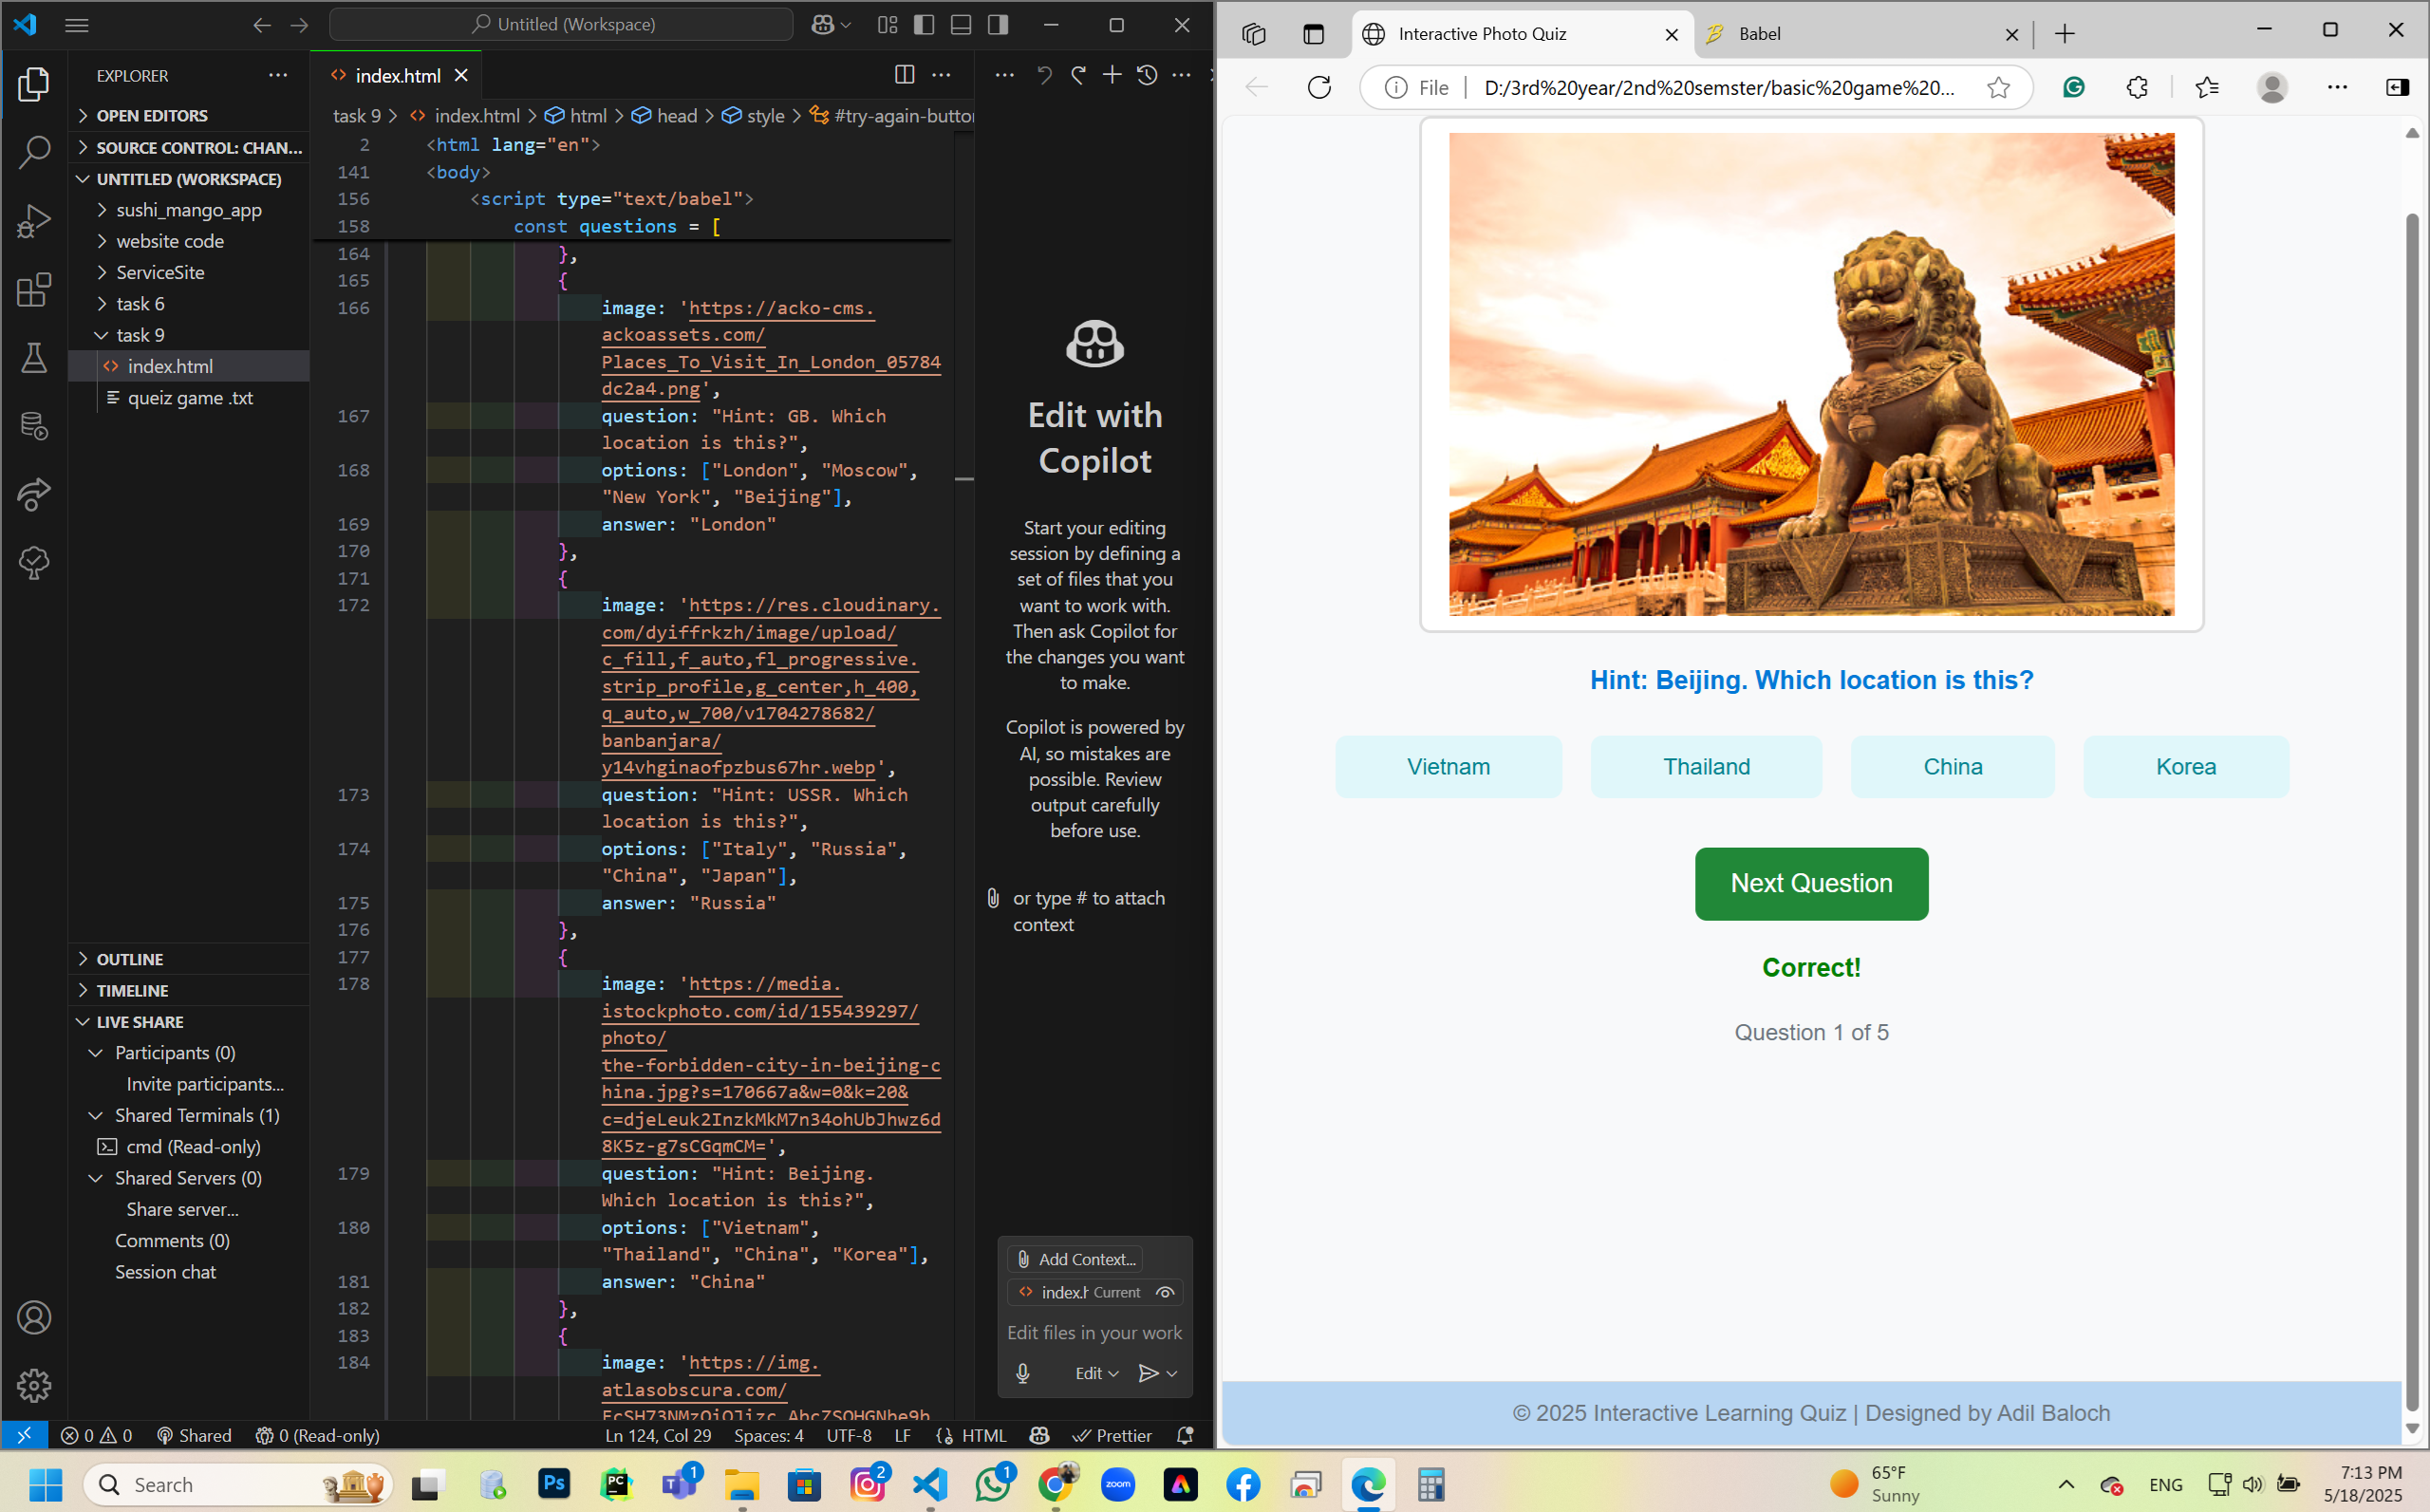 Untitled (Workspace)
EXPLORER
OPEN EDITORS
SOURCE CONTROL: CHAN...
UNTITLED (WORKSPACE)
sushi_mango_app
website code
ServiceSite
task 6
task 9
index.html
queiz game .txt
OUTLINE
TIMELINE
LIVE SHARE
Participants (0)
Invite participants...
Shared Terminals (1)
cmd (Read-only)
Shared Servers (0)
Share server...
Comments (0)
Session chat
index.html
task 9 > index.html > html > head > style > #try-again-button
2 <html lang="en">
141 <body>
156 <script type="text/babel">
158 const questions = [
164 },
165 {
166 image: 'https://acko-cms.
ackoassets.com/
Places_To_Visit_In_London_05784
dc2a4.png',
167 question: "Hint: GB. Which
location is this?",
168 options: ["London", "Moscow",
"New York", "Beijing"],
169 answer: "London"
170 },
171 {
172 image: 'https://res.cloudinary.
com/dyiffrkzh/image/upload/
c_fill,f_auto,fl_progressive.
strip_profile,g_center,h_400,
q_auto,w_700/v1704278682/
banbanjara/
y14vhginaofpzbus67hr.webp',
173 question: "Hint: USSR. Which
location is this?",
174 options: ["Italy", "Russia",
"China", "Japan"],
175 answer: "Russia"
176 },
177 {
178 image: 'https://media.
istockphoto.com/id/155439297/
photo/
the-forbidden-city-in-beijing-c
hina.jpg?s=170667a&w=0&k=20&
c=djeLeuk2InzkMkM7n34ohUbJhwz6d
8K5z-g7sCGqmCM=',
179 question: "Hint: Beijing.
Which location is this?",
180 options: ["Vietnam",
"Thailand", "China", "Korea"],
181 answer: "China"
182 },
183 {
184 image: 'https://img.
atlasobscura.com/
Edit with
Copilot
Start your editing
session by defining a
set of files that you
want to work with.
Then ask Copilot for
the changes you want
to make.
Copilot is powered by
AI, so mistakes are
possible. Review
output carefully
before use.
or type # to attach
context
Add Context...
index.h Current
Edit files in your work
Edit
0 0 Shared 0 (Read-only) Ln 124, Col 29 Spaces: 4 UTF-8 LF HTML Prettier
Interactive Photo Quiz
Babel
File D:/3rd%20year/2nd%20semster/basic%20game%20...
Hint: Beijing. Which location is this?
Vietnam Thailand China Korea
Next Question
Correct!
Question 1 of 5
© 2025 Interactive Learning Quiz | Designed by Adil Baloch
Search
Ps
PC
1
2
1
zoom
65°F
Sunny
ENG
7:13 PM
5/18/2025